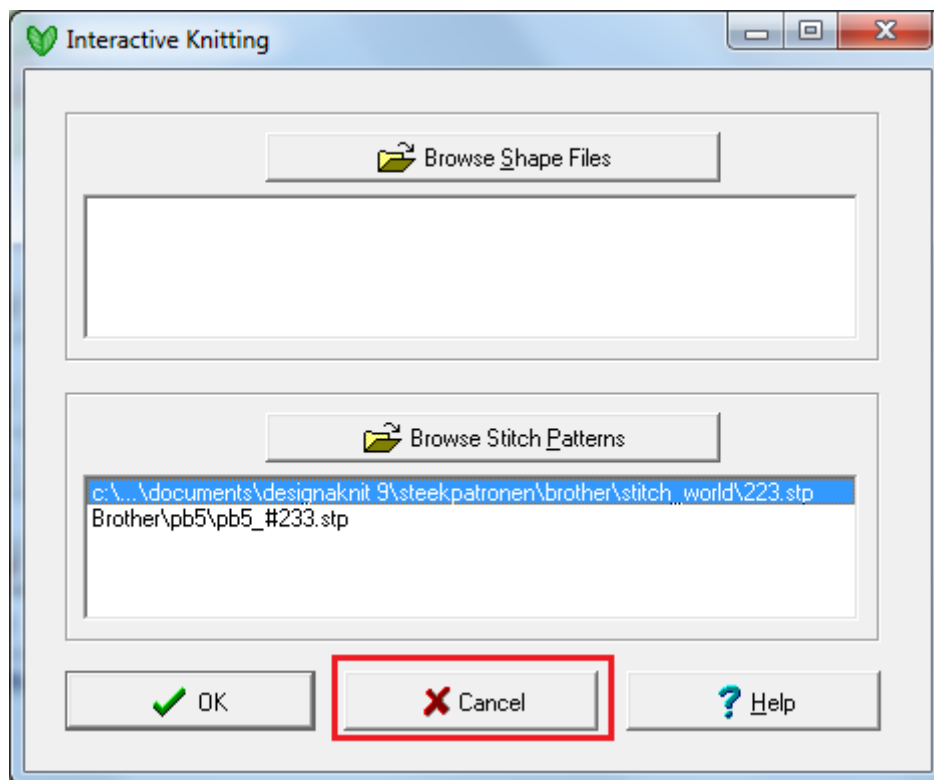 Interactive Knitting
Browse Shape Files
Browse Stitch Patterns
c:\...\documents\designaknit 9\steekpatronen\brother\stitch_world\223.stp
Brother\pb5\pb5_#233.stp
OK
Cancel
Help